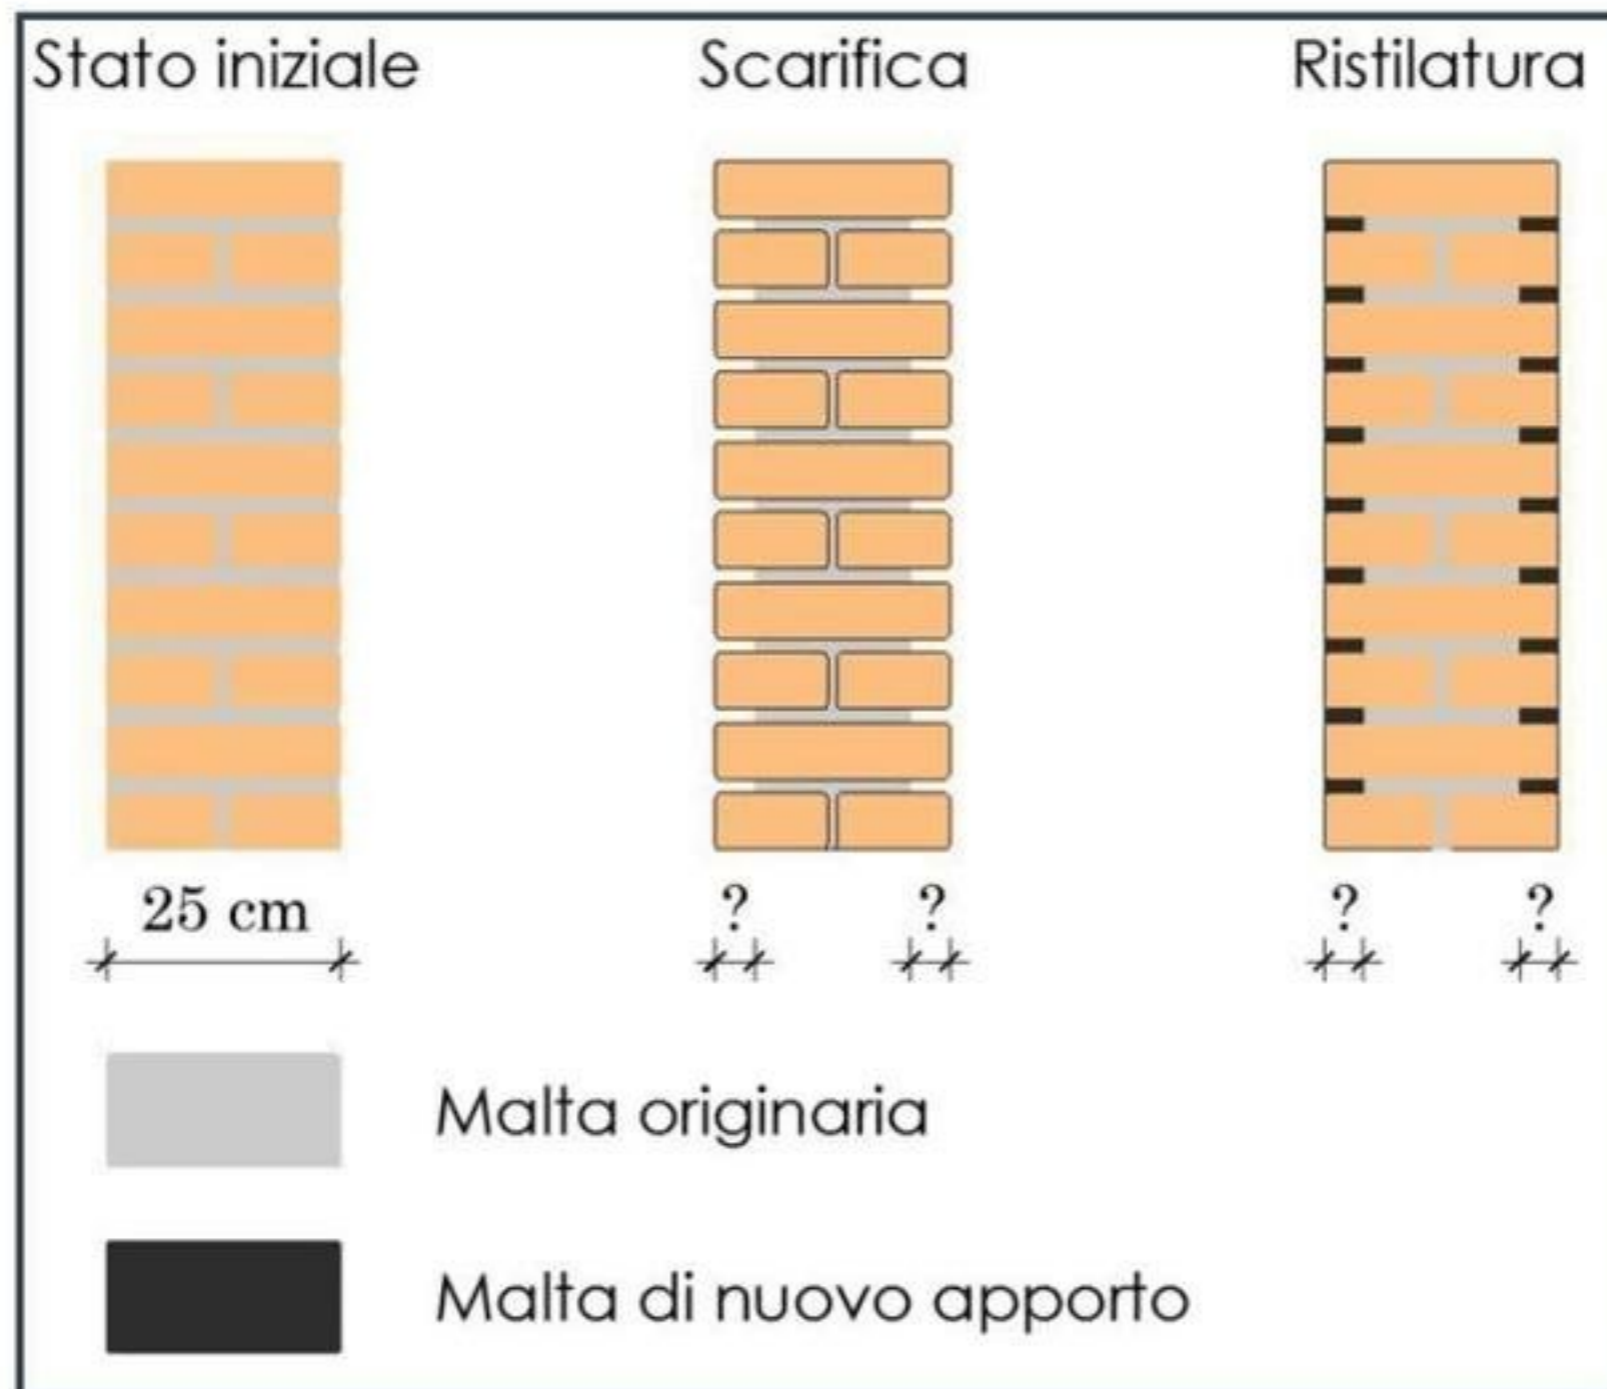 Stato iniziale
Scarifica
Ristilatura
25 cm
? ?
? ?
Malta originaria
Malta di nuovo apporto